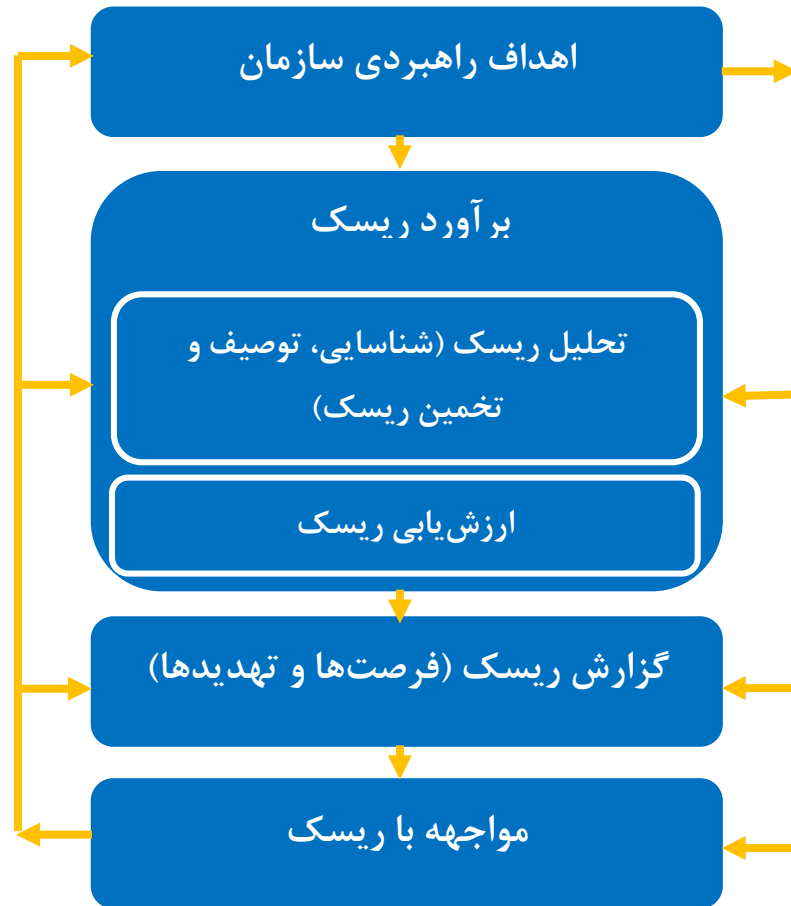 اهداف راهبردی سازمان
برآورد ریسک
تحلیل ریسک (شناسایی، توصیف و
تخمین ریسک)
ارزش‌یابی ریسک
گزارش ریسک (فرصت‌ها و تهدیدها)
مواجهه با ریسک